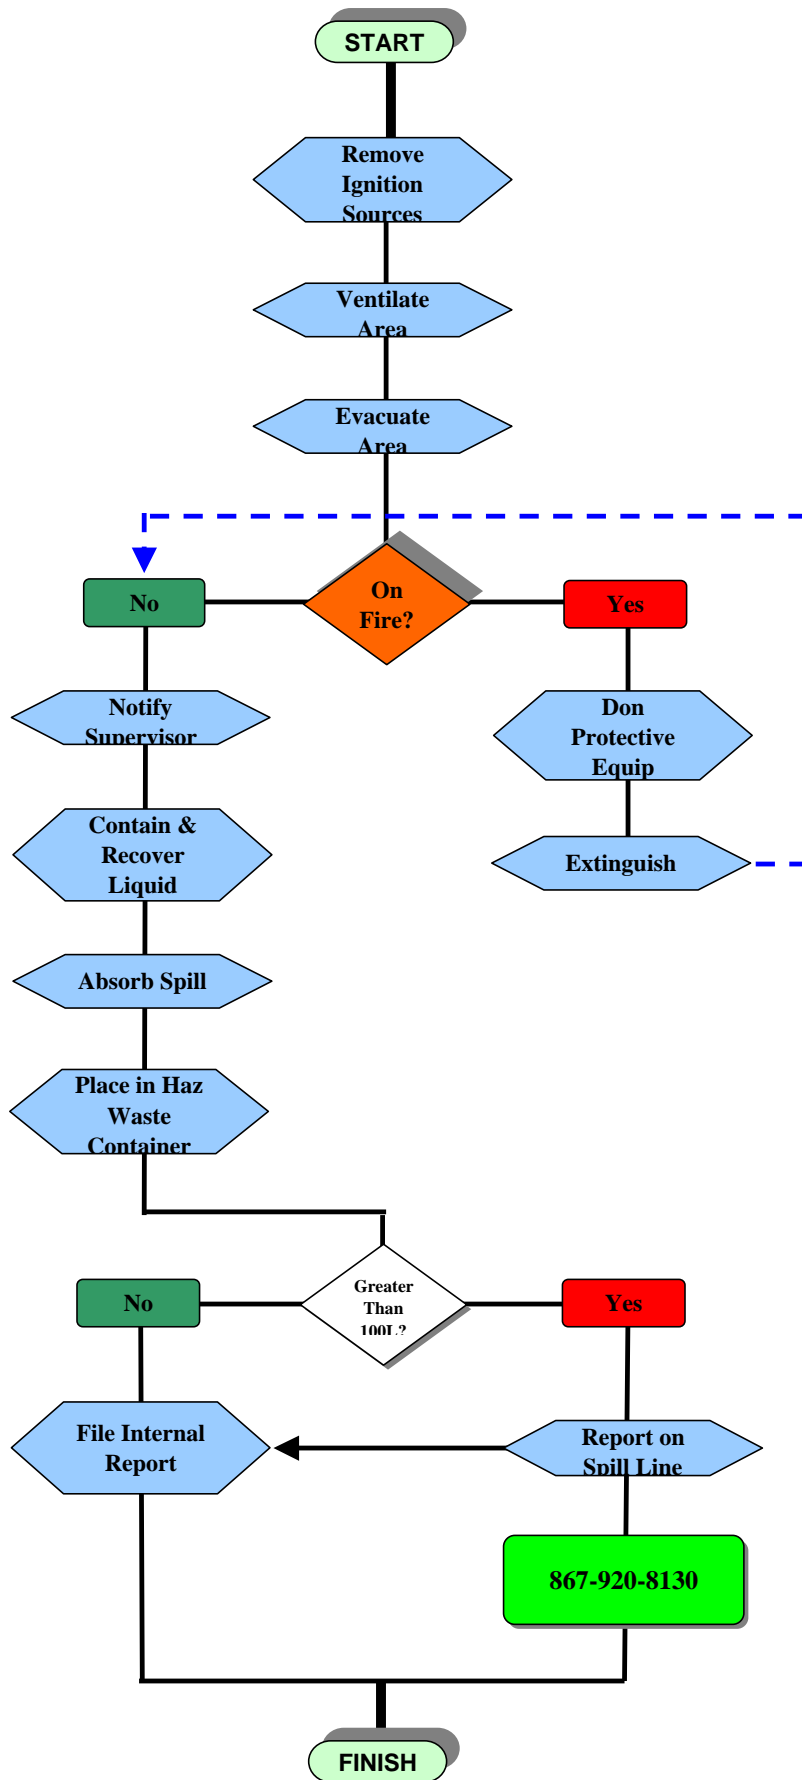 START
Remove
Ignition
Sources
Ventilate
Area
Evacuate
Area
On
Fire?
No
Yes
Notify
Supervisor
Don
Protective
Equip
Contain &
Recover
Liquid
Extinguish
Absorb Spill
Place in Haz
Waste
Container
Greater
Than
100L?
No
Yes
File Internal
Report
Report on
Spill Line
867-920-8130
FINISH